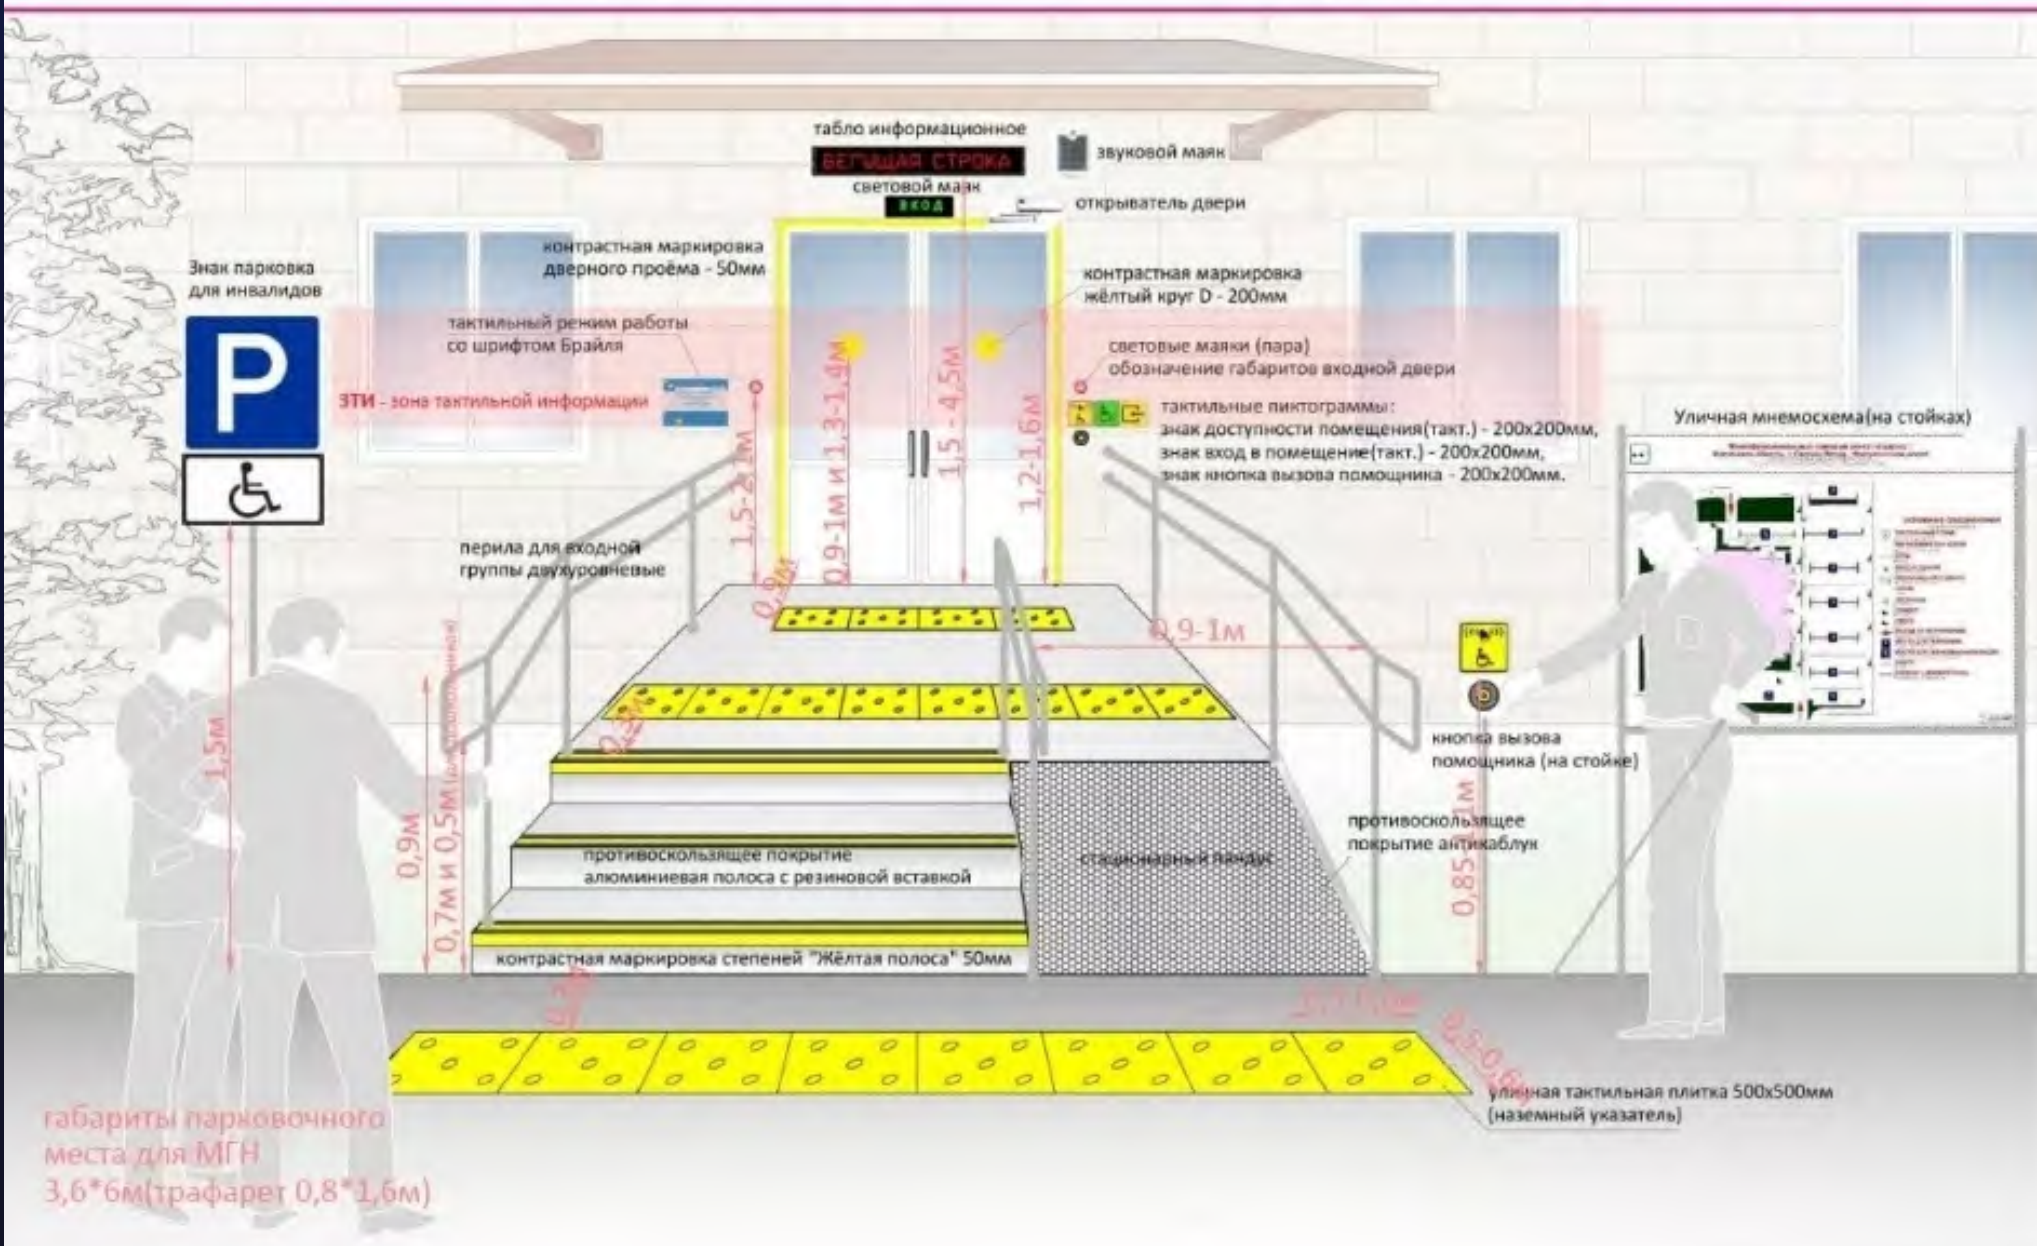 табло информационное
БЕГУЩАЯ СТРОКА
звуковой маяк
световой маяк
ВХОД
открыватель двери
контрастная маркировка
дверного проёма - 50мм
Знак парковка
для инвалидов
P
контрастная маркировка
жёлтый круг D - 200мм
тактильный режим работы
со шрифтом Брайля
ЗТИ - зона тактильной информации
световые маяки (пара)
обозначение габаритов входной двери
тактильные пиктограммы:
знак доступности помещения(такт.) - 200х200мм,
знак вход в помещение(такт.) - 200х200мм,
знак кнопка вызова помощника - 200х200мм.
Уличная мнемосхема(на стойках)
0,9-1м и 1,3-1,4м
1,5 - 4,5м
1,2-1,6м
перила для входной
группы двухуровневые
0,9м
0,9-1м
1,5м
0,9м
0,7м и 0,5м
0,3м
кнопка вызова
помощника (на стойке)
противоскользящее
покрытие антикаблук
противоскользящее покрытие
алюминиевая полоса с резиновой вставкой
стационарный пандус
контрастная маркировка степеней "Жёлтая полоса" 50мм
уличная тактильная плитка 500х500мм
(наземный указатель)
габариты парковочного
места для МГН
3,6*6м(трафарет 0,8*1,6м)